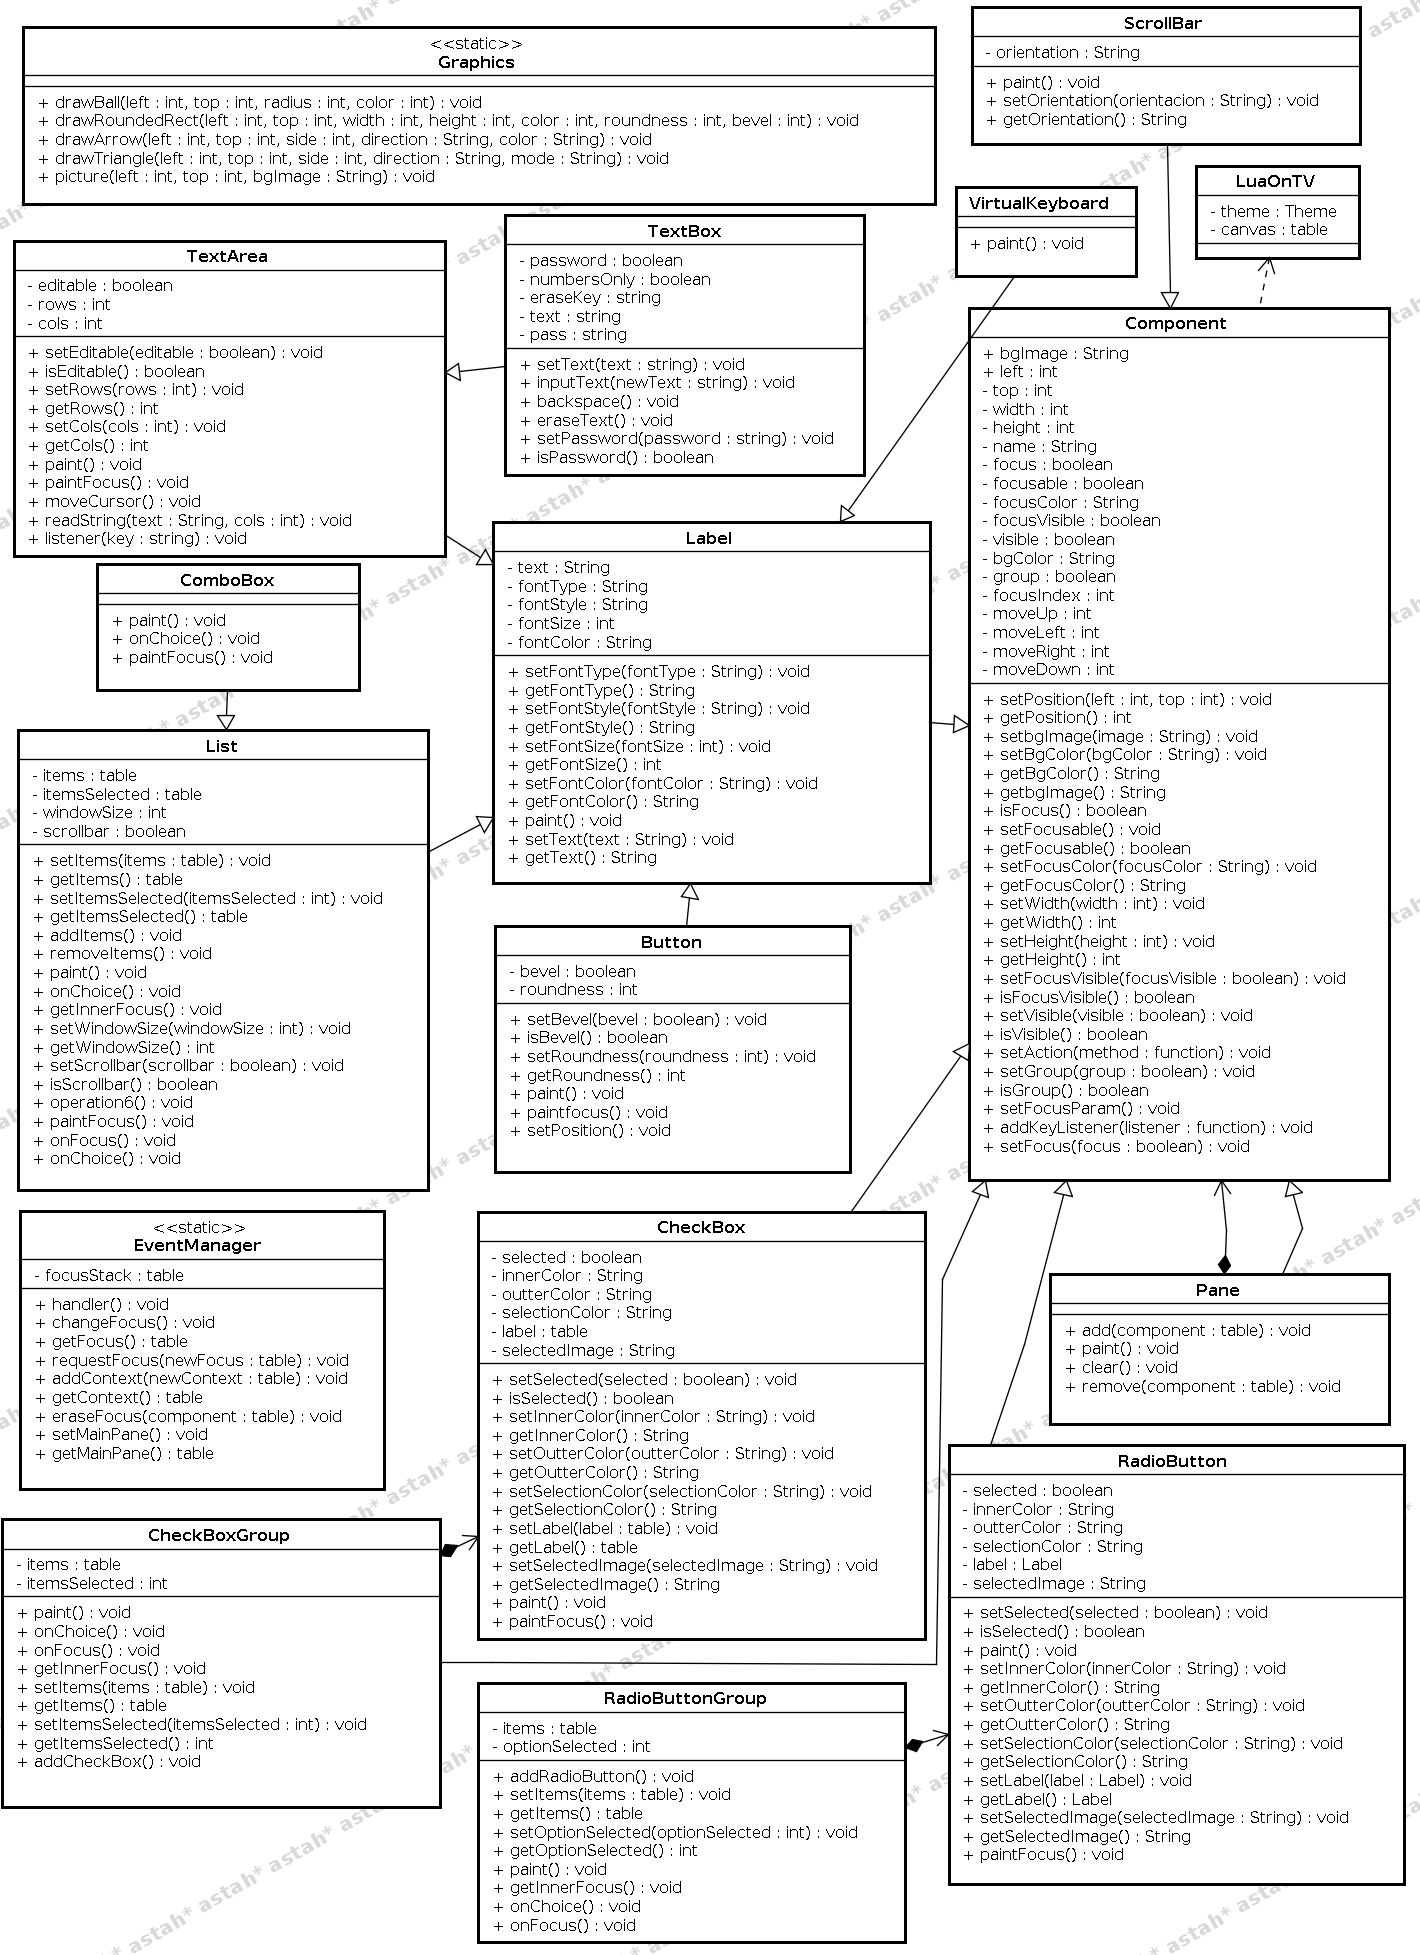 <<static>>
Graphics
+ drawBall(left : int, top : int, radius : int, color : int) : void
+ drawRoundedRect(left : int, top : int, width : int, height : int, color : int, roundness : int, bevel : int) : void
+ drawArrow(left : int, top : int, side : int, direction : String, color : String) : void
+ drawTriangle(left : int, top : int, side : int, direction : String, mode : String) : void
+ picture(left : int, top : int, bgImage : String) : void
ScrollBar
- orientation : String
+ paint() : void
+ setOrientation(orientacion : String) : void
+ getOrientation() : String
LuaOnTV
- theme : Theme
- canvas : table
VirtualKeyboard
+ paint() : void
TextBox
- password : boolean
- numbersOnly : boolean
- eraseKey : string
- text : string
- pass : string
+ setText(text : string) : void
+ inputText(newText : string) : void
+ backspace() : void
+ eraseText() : void
+ setPassword(password : string) : void
+ isPassword() : boolean
TextArea
- editable : boolean
- rows : int
- cols : int
+ setEditable(editable : boolean) : void
+ isEditable() : boolean
+ setRows(rows : int) : void
+ getRows() : int
+ setCols(cols : int) : void
+ getCols() : int
+ paint() : void
+ paintFocus() : void
+ moveCursor() : void
+ readString(text : String, cols : int) : void
+ listener(key : string) : void
Component
+ bgImage : String
+ left : int
- top : int
- width : int
- height : int
- name : String
- focus : boolean
- focusable : boolean
- focusColor : String
- focusVisible : boolean
- visible : boolean
- bgColor : String
- group : boolean
- focusIndex : int
- moveUp : int
- moveLeft : int
- moveRight : int
- moveDown : int
+ setPosition(left : int, top : int) : void
+ getPosition() : int
+ setbgImage(image : String) : void
+ setBgColor(bgColor : String) : void
+ getBgColor() : String
+ getbgImage() : String
+ isFocus() : boolean
+ setFocusable() : void
+ getFocusable() : boolean
+ setFocusColor(focusColor : String) : void
+ getFocusColor() : String
+ setWidth(width : int) : void
+ getWidth() : int
+ setHeight(height : int) : void
+ getHeight() : int
+ setFocusVisible(focusVisible : boolean) : void
+ isFocusVisible() : boolean
+ setVisible(visible : boolean) : void
+ isVisible() : boolean
+ setAction(method : function) : void
+ setGroup(group : boolean) : void
+ isGroup() : boolean
+ setFocusParam() : void
+ addKeyListener(listener : function) : void
+ setFocus(focus : boolean) : void
Label
- text : String
- fontType : String
- fontStyle : String
- fontSize : int
- fontColor : String
+ setFontType(fontType : String) : void
+ getFontType() : String
+ setFontStyle(fontStyle : String) : void
+ getFontStyle() : String
+ setFontSize(fontSize : int) : void
+ getFontSize() : int
+ setFontColor(fontColor : String) : void
+ getFontColor() : String
+ paint() : void
+ setText(text : String) : void
+ getText() : String
ComboBox
+ paint() : void
+ onChoice() : void
+ paintFocus() : void
List
- items : table
- itemsSelected : table
- windowSize : int
- scrollbar : boolean
+ setItems(items : table) : void
+ getItems() : table
+ setItemsSelected(itemsSelected : int) : void
+ getItemsSelected() : table
+ addItems() : void
+ removeItems() : void
+ paint() : void
+ onChoice() : void
+ getInnerFocus() : void
+ setWindowSize(windowSize : int) : void
+ getWindowSize() : int
+ setScrollbar(scrollbar : boolean) : void
+ isScrollbar() : boolean
+ operation6() : void
+ paintFocus() : void
+ onFocus() : void
+ onChoice() : void
Button
- bevel : boolean
- roundness : int
+ setBevel(bevel : boolean) : void
+ isBevel() : boolean
+ setRoundness(roundness : int) : void
+ getRoundness() : int
+ paint() : void
+ paintfocus() : void
+ setPosition() : void
<<static>>
EventManager
- focusStack : table
+ handler() : void
+ changeFocus() : void
+ getFocus() : table
+ requestFocus(newFocus : table) : void
+ addContext(newContext : table) : void
+ getContext() : table
+ eraseFocus(component : table) : void
+ setMainPane() : void
+ getMainPane() : table
CheckBox
- selected : boolean
- innerColor : String
- outterColor : String
- selectionColor : String
- label : table
- selectedImage : String
+ setSelected(selected : boolean) : void
+ isSelected() : boolean
+ setInnerColor(innerColor : String) : void
+ getInnerColor() : String
+ setOutterColor(outterColor : String) : void
+ getOutterColor() : String
+ setSelectionColor(selectionColor : String) : void
+ getSelectionColor() : String
+ setLabel(label : table) : void
+ getLabel() : table
+ setSelectedImage(selectedImage : String) : void
+ getSelectedImage() : String
+ paint() : void
+ paintFocus() : void
Pane
+ add(component : table) : void
+ paint() : void
+ clear() : void
+ remove(component : table) : void
CheckBoxGroup
- items : table
- itemsSelected : int
+ paint() : void
+ onChoice() : void
+ onFocus() : void
+ getInnerFocus() : void
+ setItems(items : table) : void
+ getItems() : table
+ setItemsSelected(itemsSelected : int) : void
+ getItemsSelected() : int
+ addCheckBox() : void
RadioButtonGroup
- items : table
- optionSelected : int
+ addRadioButton() : void
+ setItems(items : table) : void
+ getItems() : table
+ setOptionSelected(optionSelected : int) : void
+ getOptionSelected() : int
+ paint() : void
+ getInnerFocus() : void
+ onChoice() : void
+ onFocus() : void
RadioButton
- selected : boolean
- innerColor : String
- outterColor : String
- selectionColor : String
- label : Label
- selectedImage : String
+ setSelected(selected : boolean) : void
+ isSelected() : boolean
+ paint() : void
+ setInnerColor(innerColor : String) : void
+ getInnerColor() : String
+ setOutterColor(outterColor : String) : void
+ getOutterColor() : String
+ setSelectionColor(selectionColor : String) : void
+ getSelectionColor() : String
+ setLabel(label : Label) : void
+ getLabel() : Label
+ setSelectedImage(selectedImage : String) : void
+ getSelectedImage() : String
+ paintFocus() : void